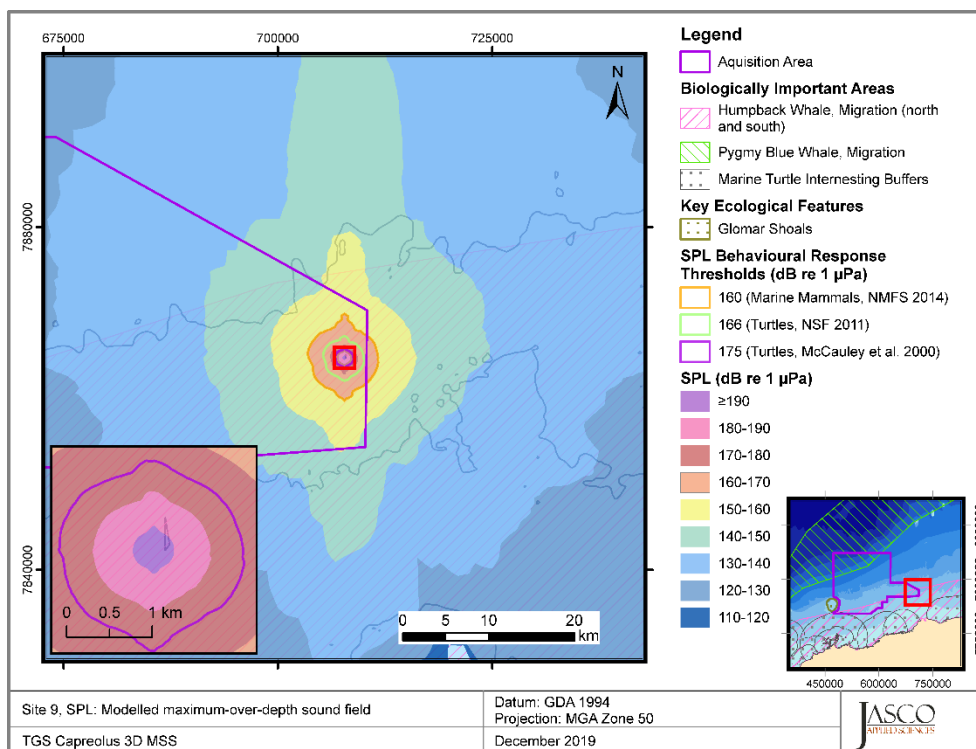 675000 700000 725000
N
7880000
7840000
0 0.5 1 km
0 5 10 20
km
Legend
Aquisition Area
Biologically Important Areas
Humpback Whale, Migration (north
and south)
Pygmy Blue Whale, Migration
Marine Turtle Internesting Buffers
Key Ecological Features
Glomar Shoals
SPL Behavioural Response
Thresholds (dB re 1 µPa)
160 (Marine Mammals, NMFS 2014)
166 (Turtles, NSF 2011)
175 (Turtles, McCauley et al. 2000)
SPL (dB re 1 µPa)
≥190
180-190
170-180
160-170
150-160
140-150
130-140
120-130
110-120
450000 600000 750000
Site 9, SPL: Modelled maximum-over-depth sound field
Datum: GDA 1994
Projection: MGA Zone 50
TGS Capreolus 3D MSS
December 2019
JASCO
APPLIED SCIENCES